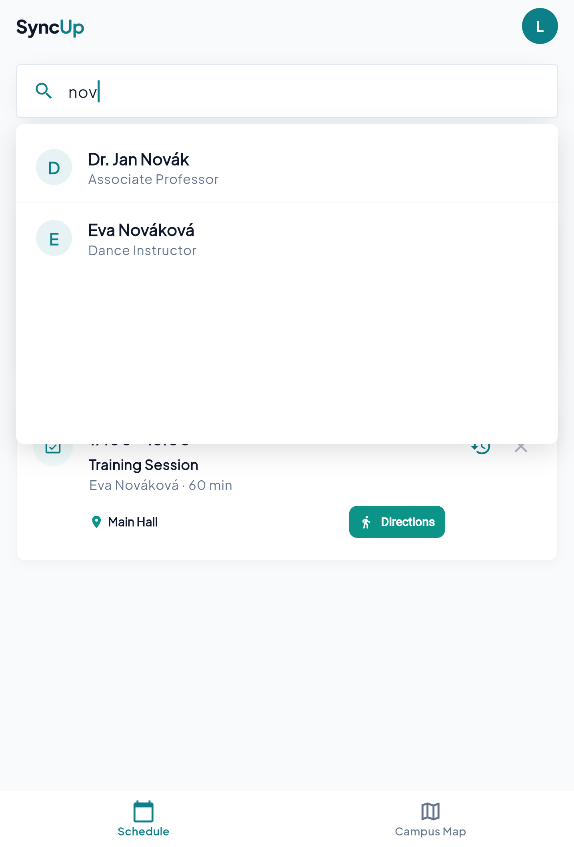 SyncUp
L
nov
D
Dr. Jan Novák
Associate Professor
E
Eva Nováková
Dance Instructor
Training Session
Eva Nováková · 60 min
Main Hall
Directions
Schedule
Campus Map